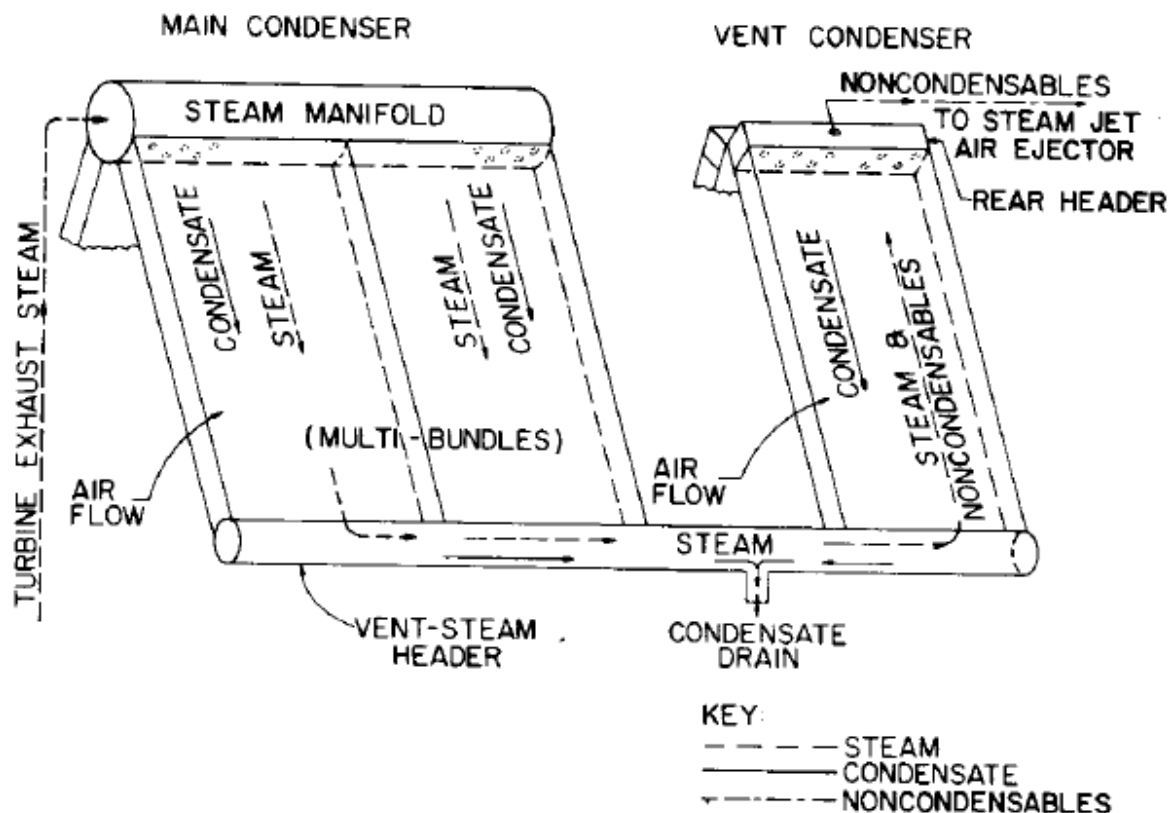 MAIN CONDENSER
VENT CONDENSER
NONCONDENSABLES
TO STEAM JET
AIR EJECTOR
REAR HEADER
STEAM MANIFOLD
TURBINE EXHAUST STEAM
CONDENSATE
STEAM
STEAM
CONDENSATE
(MULTI-BUNDLES)
AIR
FLOW
CONDENSATE
STEAM &
NONCONDENSABLES
AIR
FLOW
STEAM
VENT-STEAM
HEADER
CONDENSATE
DRAIN
KEY:
STEAM
CONDENSATE
NONCONDENSABLES